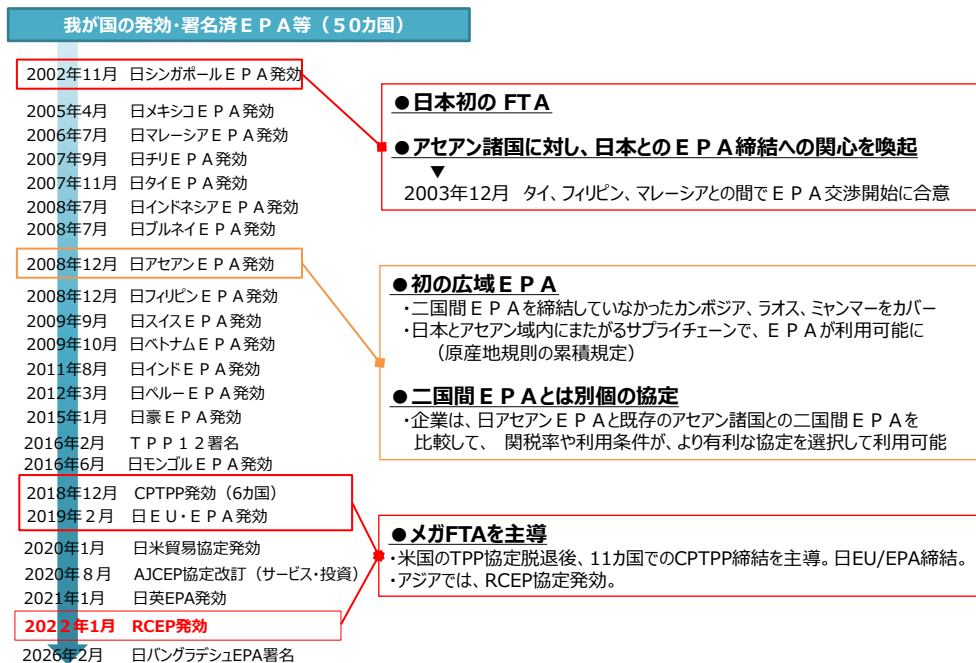 我が国の発効・署名済ＥＰＡ等（５０カ国）
2002年11月 日シンガポールＥＰＡ発効
2005年4月 日メキシコＥＰＡ発効
2006年7月 日マレーシアＥＰＡ発効
2007年9月 日チリＥＰＡ発効
2007年11月 日タイＥＰＡ発効
2008年7月 日インドネシアＥＰＡ発効
2008年7月 日ブルネイＥＰＡ発効
2008年12月 日アセアンＥＰＡ発効
2008年12月 日フィリピンＥＰＡ発効
2009年9月 日スイスＥＰＡ発効
2009年10月 日ベトナムＥＰＡ発効
2011年8月 日インドＥＰＡ発効
2012年3月 日ペルーＥＰＡ発効
2015年1月 日豪ＥＰＡ発効
2016年2月 ＴＰＰ１２署名
2016年6月 日モンゴルＥＰＡ発効
2018年12月 CPTPP発効（6カ国）
2019年２月 日ＥＵ・ＥＰＡ発効
2020年1月 日米貿易協定発効
2020年８月 AJCEP協定改訂（サービス・投資）
2021年1月 日英EPA発効
2022年1月 RCEP発効
2026年2月 日バングラデシュEPA署名
●日本初の FTA
●アセアン諸国に対し、日本とのＥＰＡ締結への関心を喚起
▼
2003年12月 タイ、フィリピン、マレーシアとの間でＥＰＡ交渉開始に合意
●初の広域ＥＰＡ
・二国間ＥＰＡを締結していなかったカンボジア、ラオス、ミャンマーをカバー
・日本とアセアン域内にまたがるサプライチェーンで、ＥＰＡが利用可能に
（原産地規則の累積規定）
●二国間ＥＰＡとは別個の協定
・企業は、日アセアンＥＰＡと既存のアセアン諸国との二国間ＥＰＡを
比較して、 関税率や利用条件が、より有利な協定を選択して利用可能
●メガFTAを主導
・米国のTPP協定脱退後、11カ国でのCPTPP締結を主導。日EU/EPA締結。
・アジアでは、RCEP協定発効。